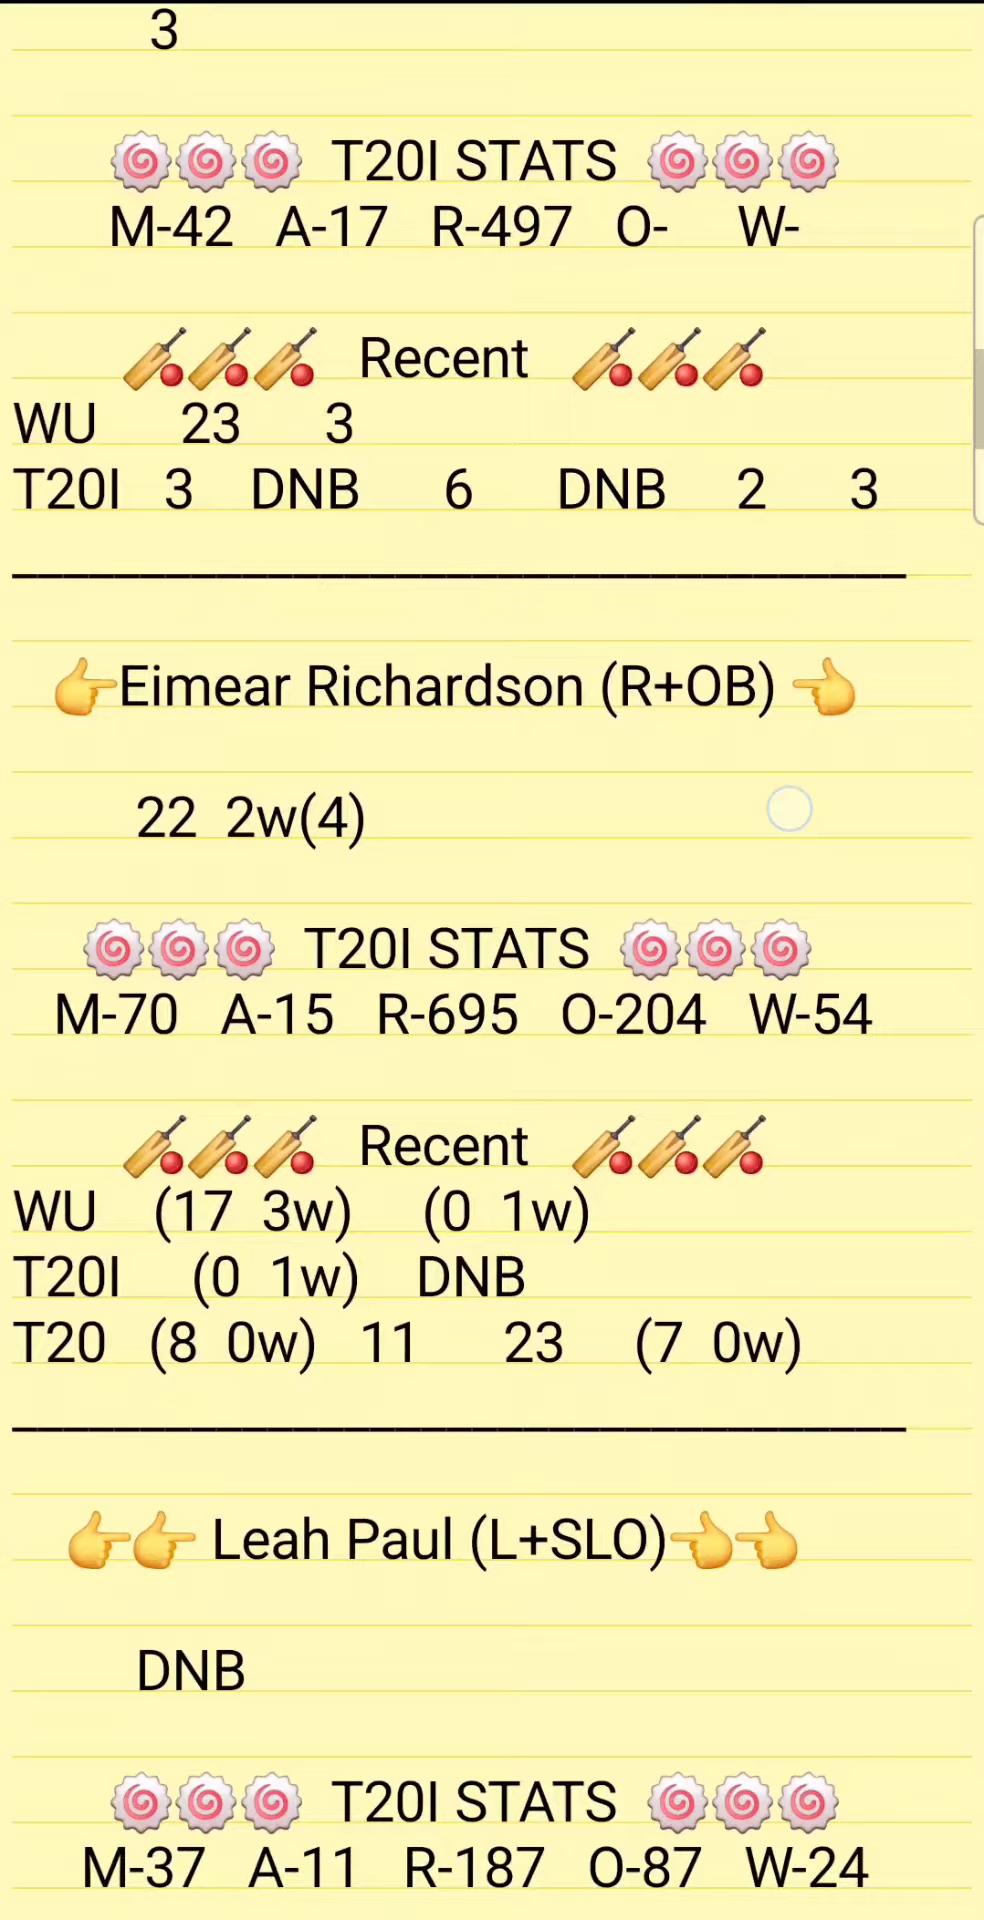 3
T20I STATS
M-42 A-17 R-497 O- W-
Recent
WU 23 3
T20I 3 DNB 6 DNB 2 3
Eimear Richardson (R+OB)
22 2w(4)
T20I STATS
M-70 A-15 R-695 O-204 W-54
Recent
WU (17 3w) (0 1w)
T20I (0 1w) DNB
T20 (8 0w) 11 23 (7 0w)
Leah Paul (L+SLO)
DNB
T20I STATS
M-37 A-11 R-187 O-87 W-24